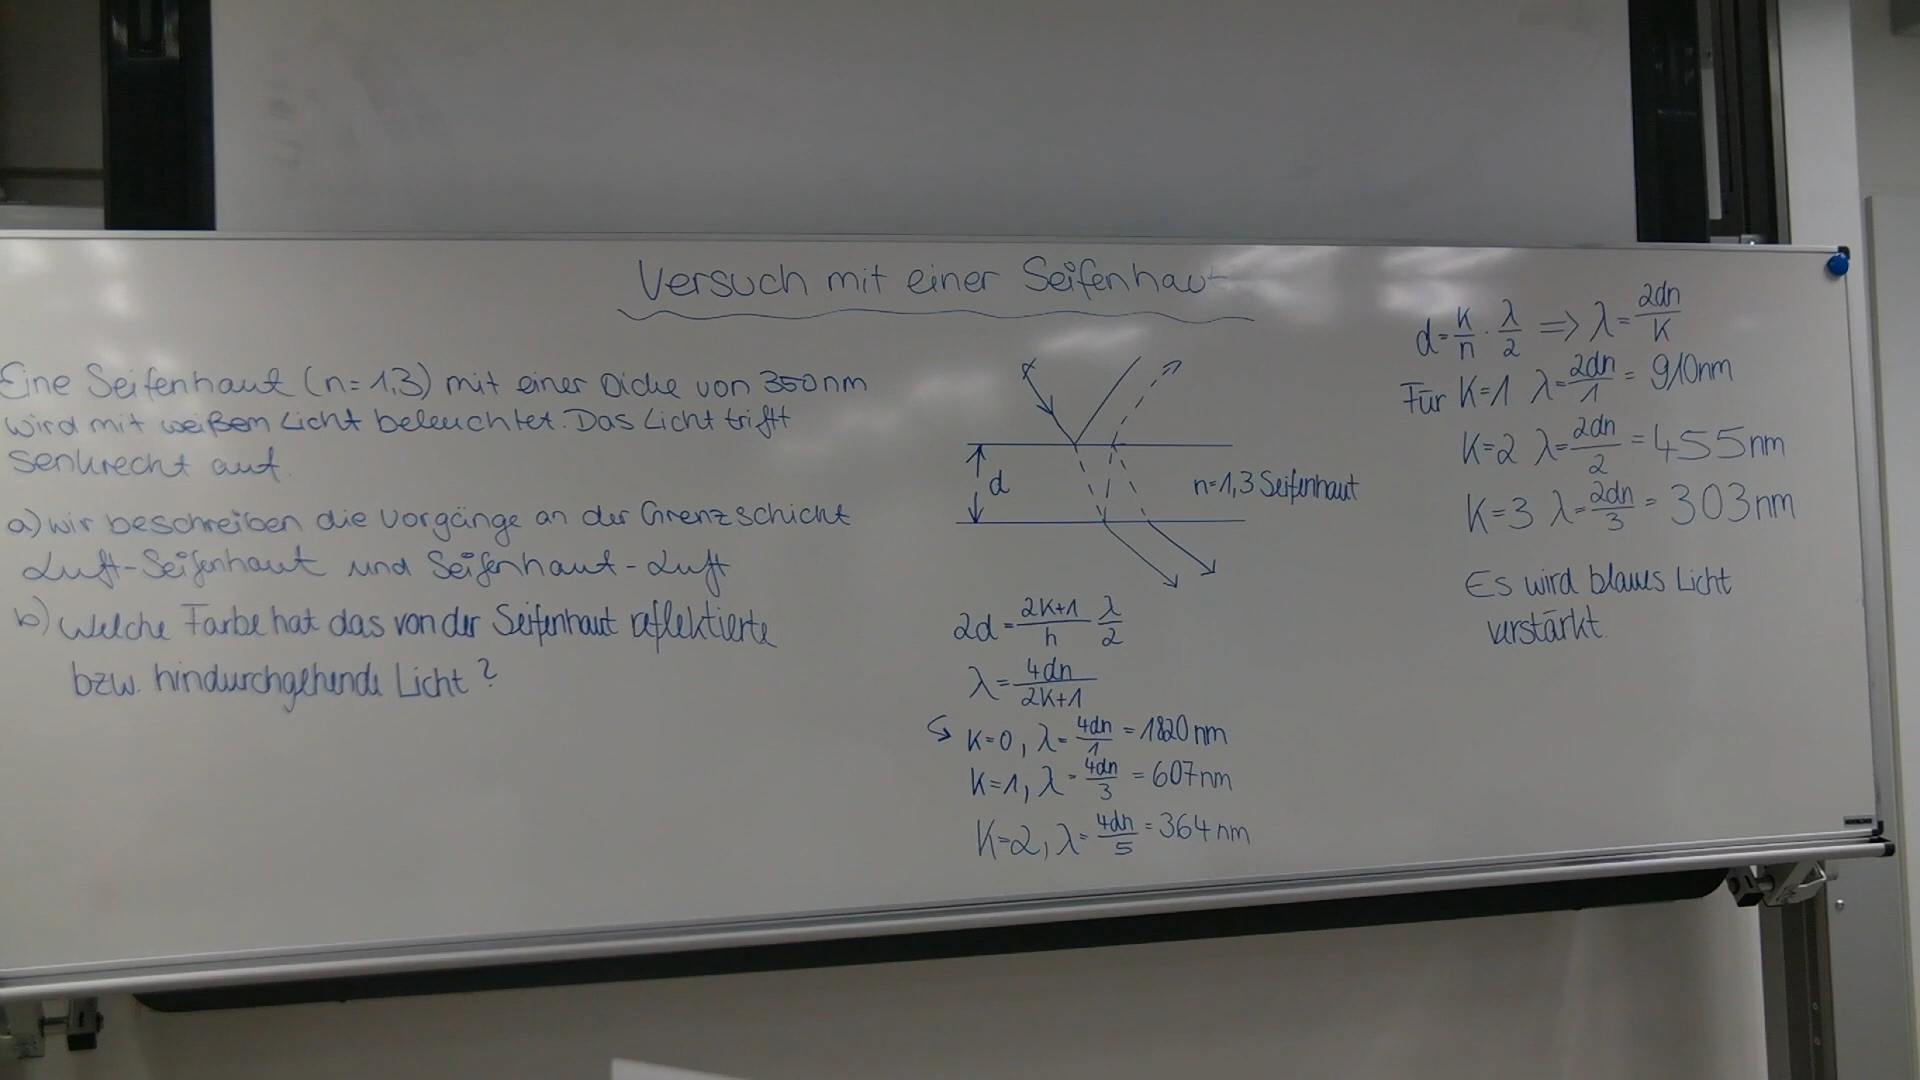 Versuch mit einer Seifenhaut
Eine Seifenhaut (n=1,3) mit einer Dicke von 350nm
wird mit weißem Licht beleuchtet. Das Licht trifft
Senkrecht auf.
a) wir beschreiben die Vorgänge an der Grenzschicht
Luft-Seifenhaut und Seifenhaut-Luft
b) Welche Farbe hat das von der Seifenhaut reflektierte
bzw. hindurchgehende Licht?
d
n=1,3 Seifenhaut
2d = (2K+1)/n λ/2
λ = 4dn/(2K+1)
↳ K=0, λ = 4dn/1 = 1820nm
K=1, λ = 4dn/3 = 607nm
K=2, λ = 4dn/5 = 364nm
d = K/n · λ/2 ⇒ λ = 2dn/K
Für K=1 λ = 2dn/1 = 910nm
K=2 λ = 2dn/2 = 455nm
K=3 λ = 2dn/3 = 303nm
Es wird blaues Licht
verstärkt.